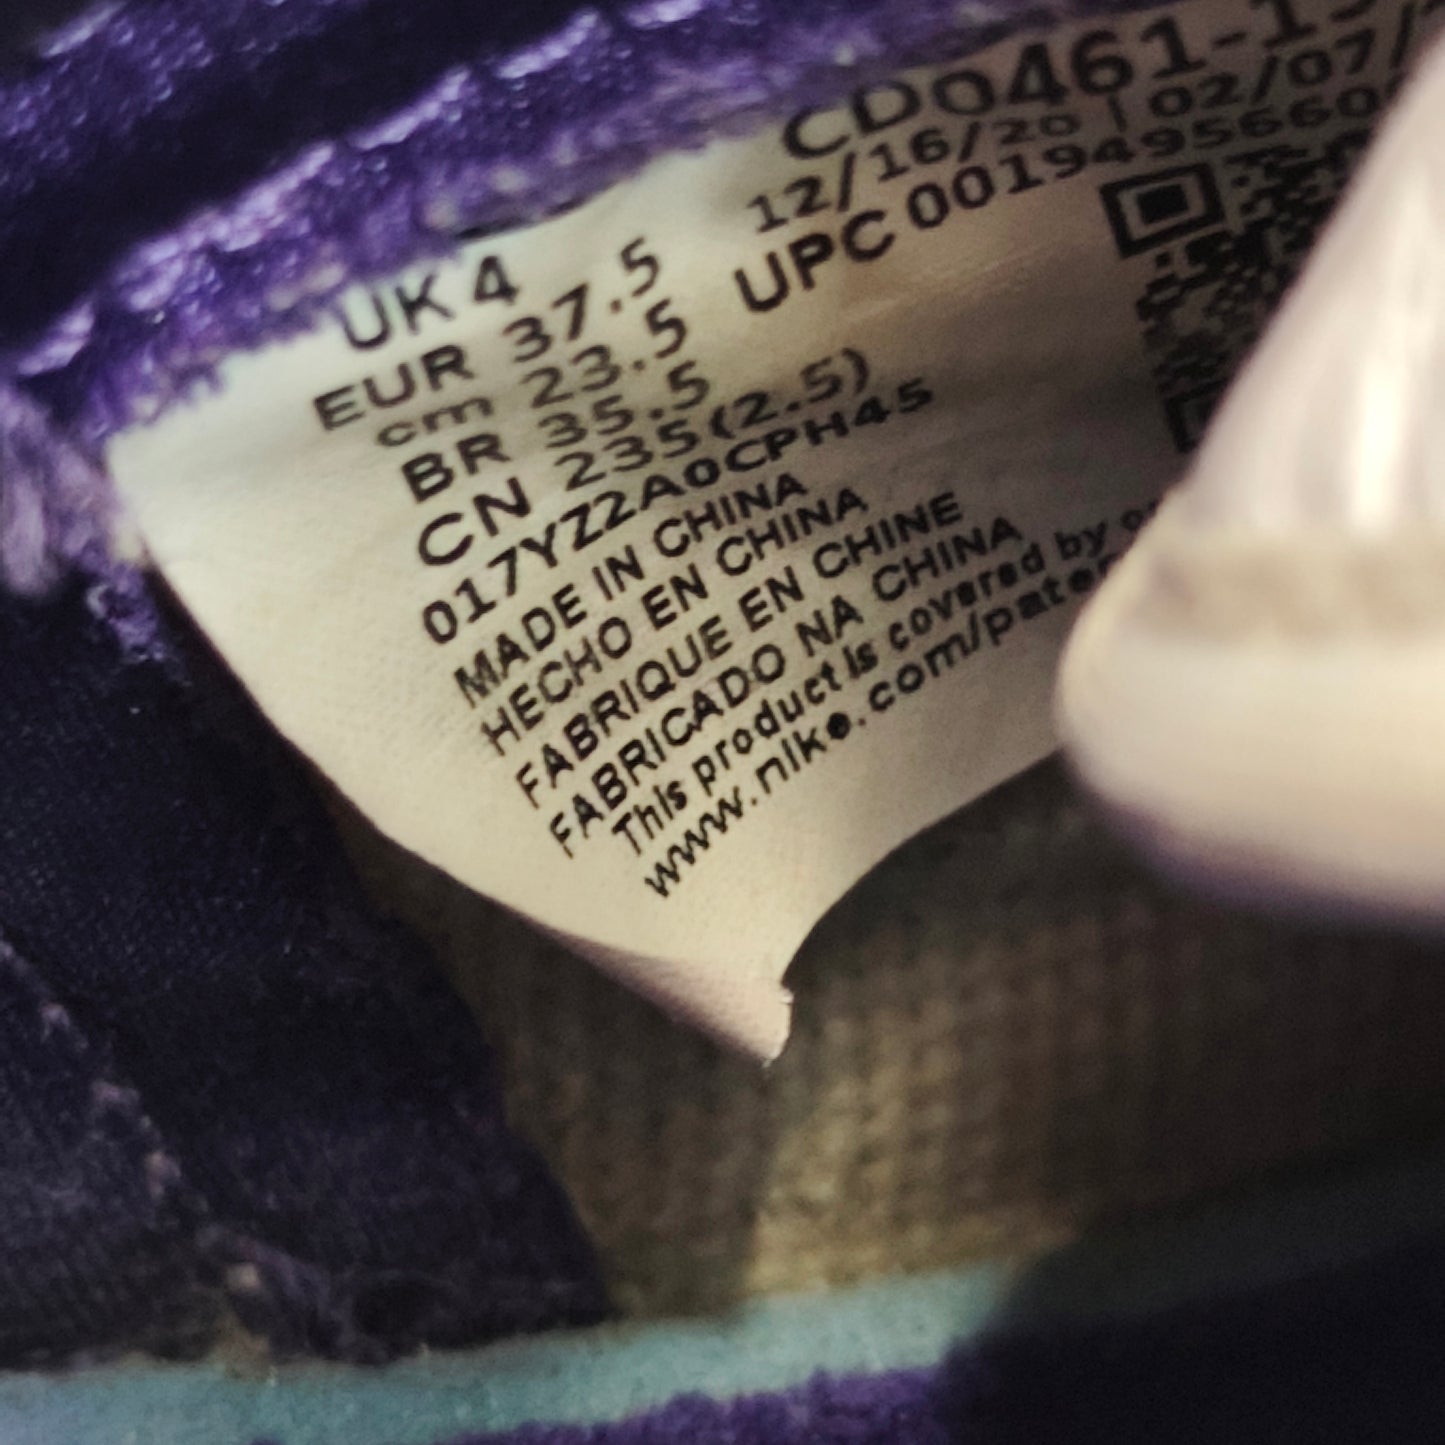 CD0461-1
12/16/20 | 02/07/
UPC 0019495660
UK 4
EUR 37.5
cm 23.5
BR 35.5
CN 235(2.5)
017YZ2A0CPH45
MADE IN CHINA
HECHO EN CHINA
FABRIQUE EN CHINE
FABRICADO NA CHINA
This product is covered by
www.nike.com/paten